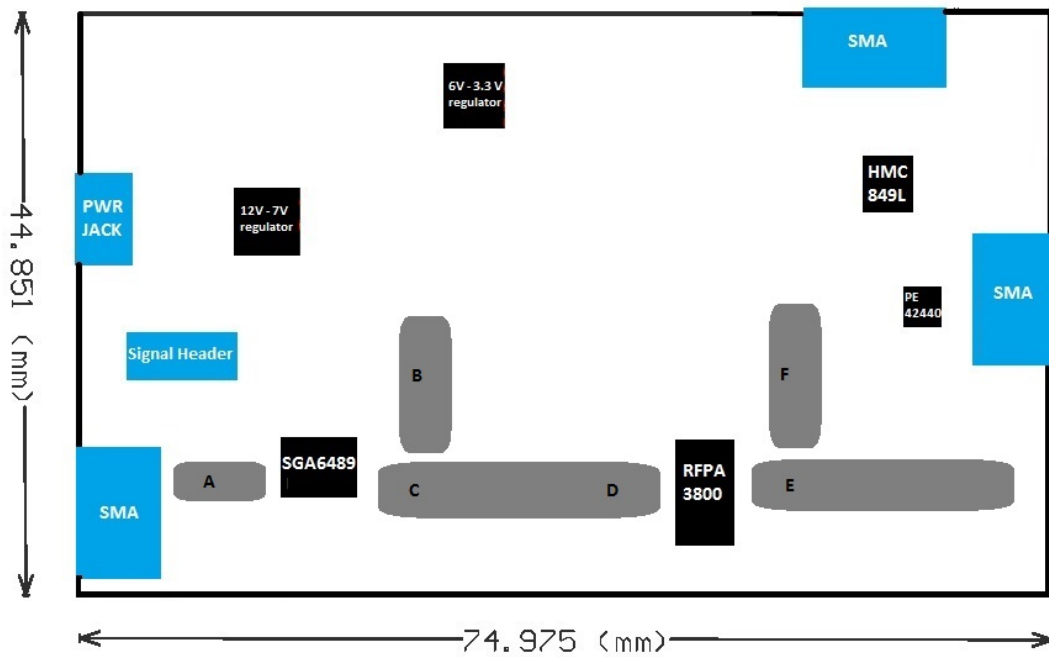 SMA
6V - 3.3 V
regulator
HMC
849L
PWR
JACK
12V - 7V
regulator
44.851 (mm)
SMA
PE
42440
Signal Header
B
F
SGA6489
RFPA
3800
A
C
D
E
SMA
74.975 (mm)